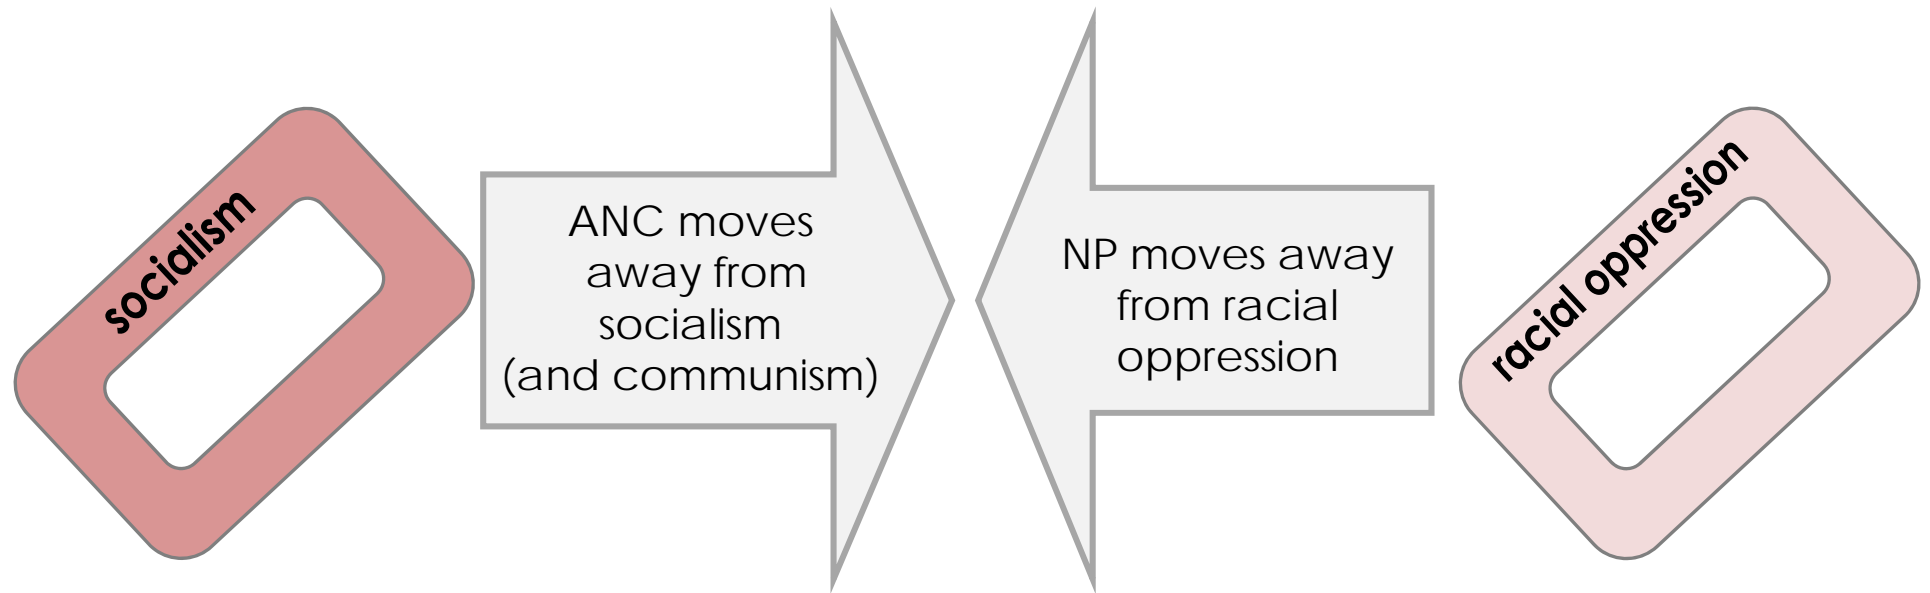 socialism
ANC moves
away from
socialism
(and communism)
NP moves away
from racial
oppression
racial oppression